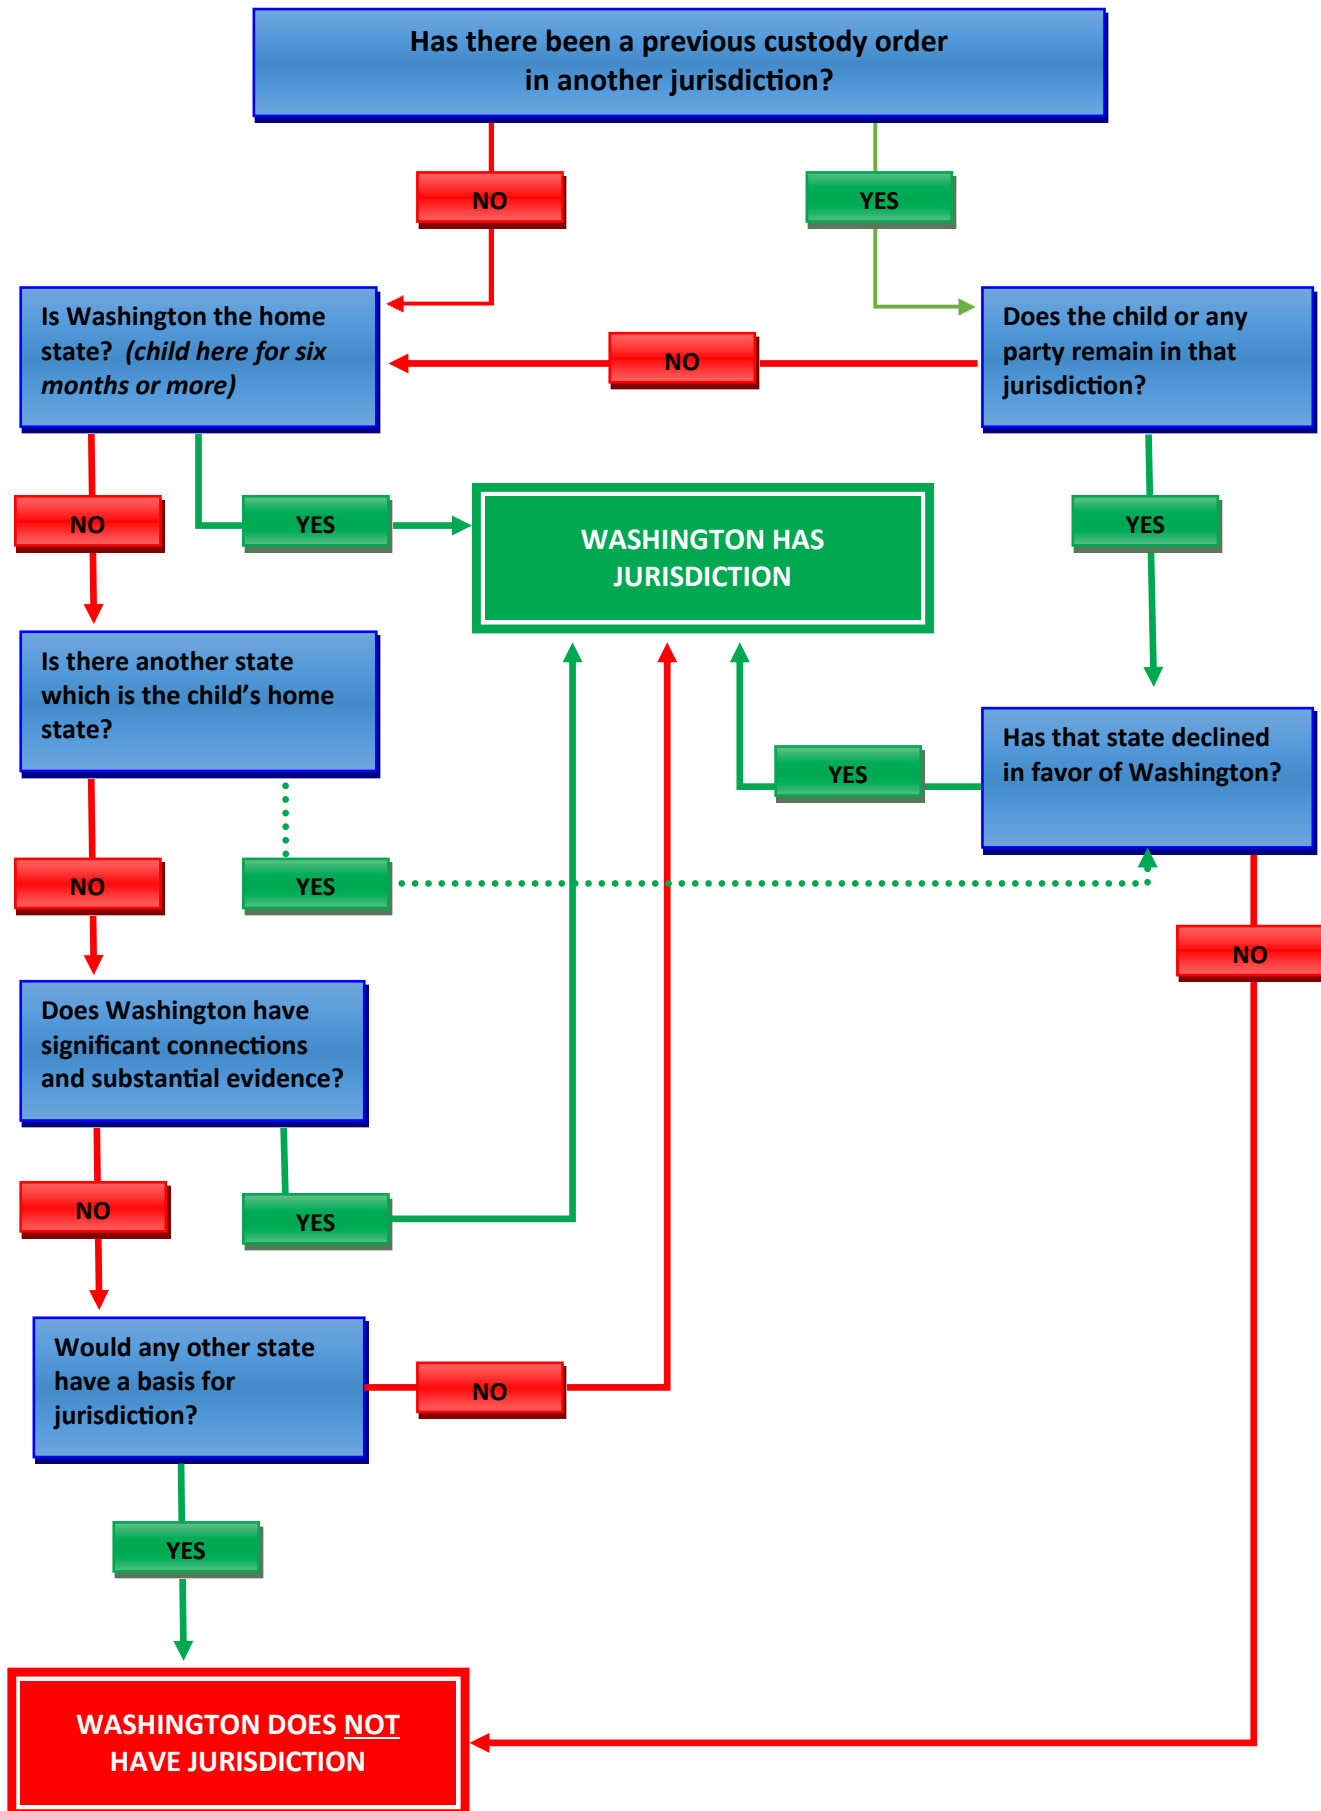 Has there been a previous custody order
in another jurisdiction?
NO
YES
Is Washington the home
state?  (child here for six
months or more)
NO
Does the child or any
party remain in that
jurisdiction?
NO
YES
WASHINGTON HAS
JURISDICTION
YES
Is there another state
which is the child’s home
state?
Has that state declined
in favor of Washington?
YES
NO
YES
NO
Does Washington have
significant connections
and substantial evidence?
NO
YES
Would any other state
have a basis for
jurisdiction?
NO
YES
WASHINGTON DOES NOT
HAVE JURISDICTION